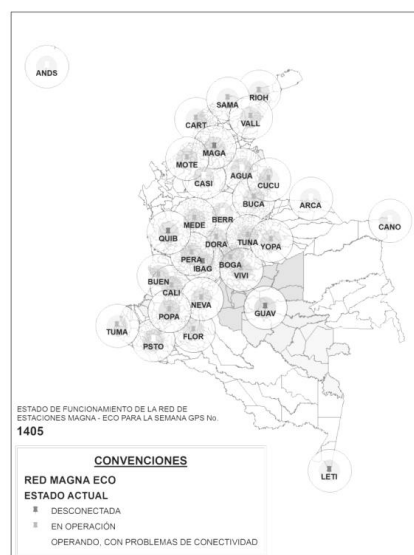 ANDS
RIOH
SAMA
CART
VALL
MAGA
MOTE
AGUA
CASI
CUCU
BUCA
ARCA
CANO
MEDE
BERR
QUIB
DORA
TUNA
YOPA
PERA
BOGA
IBAG
VIVI
BUEN
CALI
NEVA
POPA
GUAV
TUMA
FLOR
PSTO
LETI
ESTADO DE FUNCIONAMIENTO DE LA RED DE
ESTACIONES MAGNA - ECO PARA LA SEMANA GPS No.
1405
CONVENCIONES
RED MAGNA ECO
ESTADO ACTUAL
DESCONECTADA
EN OPERACIÓN
OPERANDO, CON PROBLEMAS DE CONECTIVIDAD